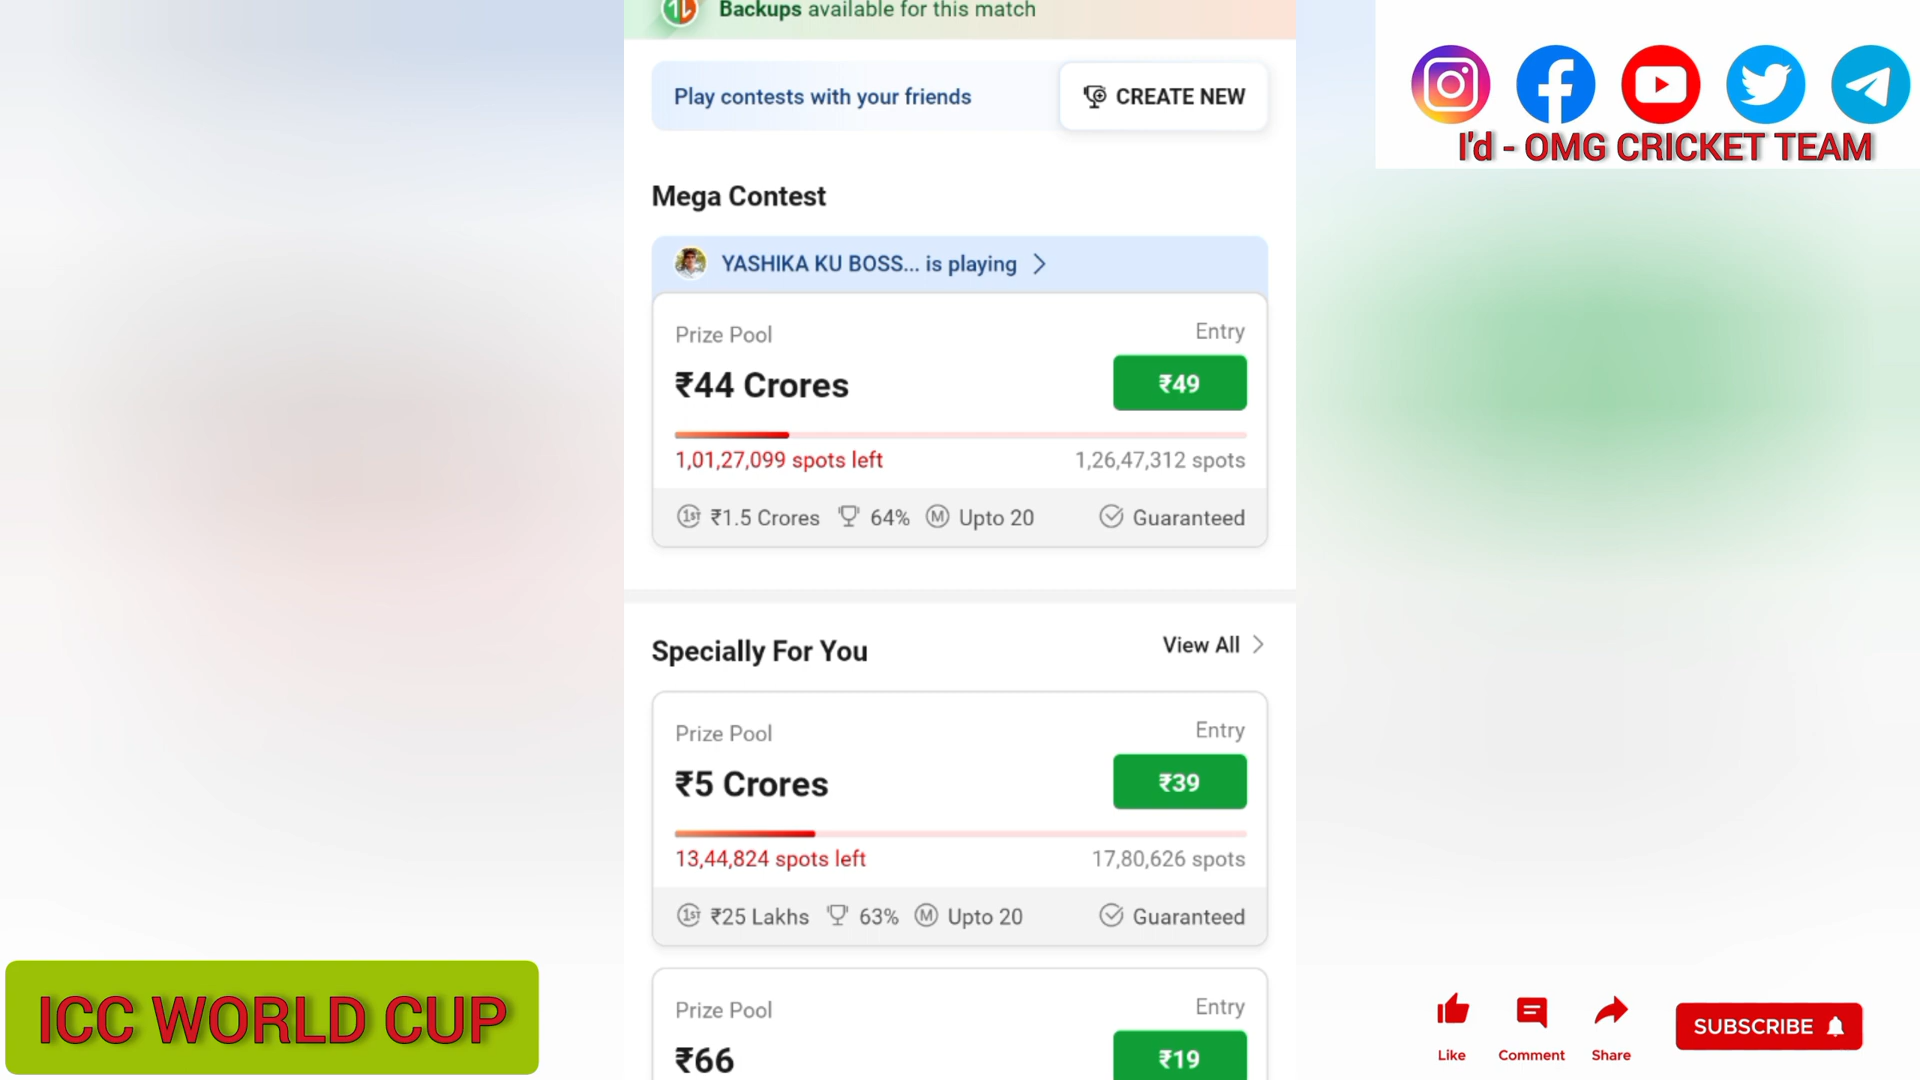 Backups available for this match
Play contests with your friends
CREATE NEW
I'd - OMG CRICKET TEAM
Mega Contest
YASHIKA KU BOSS... is playing
Prize Pool
Entry
₹44 Crores
₹49
1,01,27,099 spots left
1,26,47,312 spots
1ST ₹1.5 Crores
64%
M Upto 20
Guaranteed
Specially For You
View All
Prize Pool
Entry
₹5 Crores
₹39
13,44,824 spots left
17,80,626 spots
1ST ₹25 Lakhs
63%
M Upto 20
Guaranteed
Prize Pool
Entry
₹66
₹19
ICC WORLD CUP
Like
Comment
Share
SUBSCRIBE